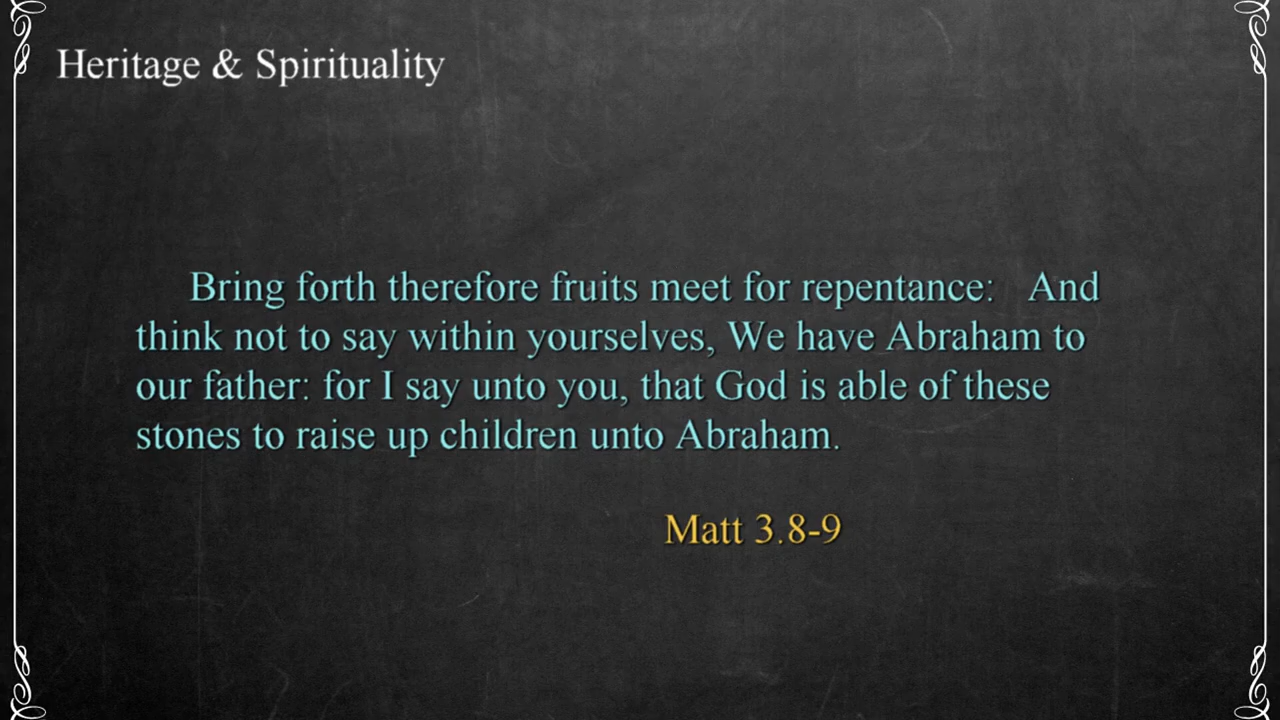 Heritage & Spirituality
Bring forth therefore fruits meet for repentance: And
think not to say within yourselves, We have Abraham to
our father: for I say unto you, that God is able of these
stones to raise up children unto Abraham.
Matt 3.8-9